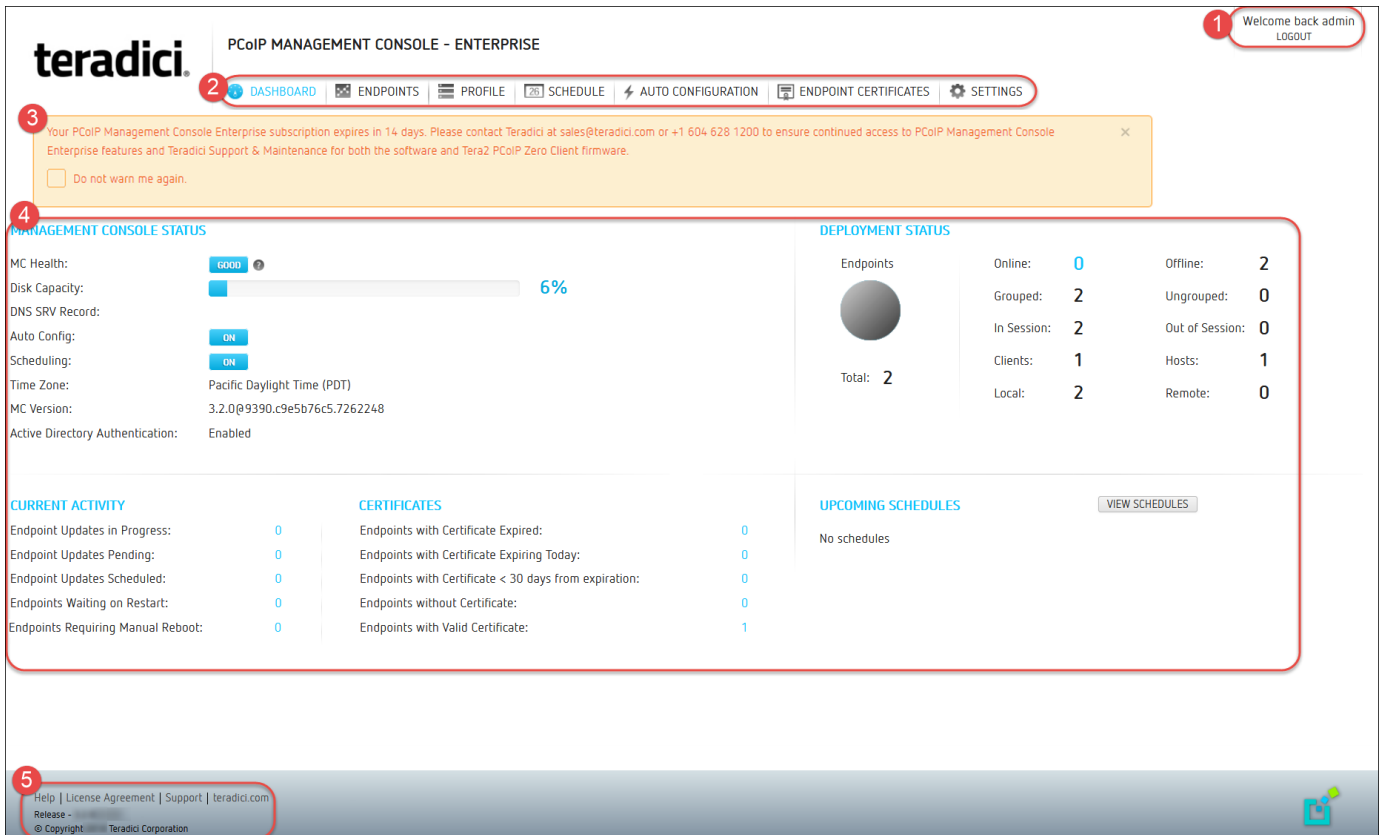 1
Welcome back admin
LOGOUT
teradici.
PCoIP MANAGEMENT CONSOLE - ENTERPRISE
2
DASHBOARD ENDPOINTS PROFILE 26 SCHEDULE AUTO CONFIGURATION ENDPOINT CERTIFICATES SETTINGS
3
Your PCoIP Management Console Enterprise subscription expires in 14 days. Please contact Teradici at sales@teradici.com or +1 604 628 1200 to ensure continued access to PCoIP Management Console
Enterprise features and Teradici Support & Maintenance for both the software and Tera2 PCoIP Zero Client firmware.
Do not warn me again.
4
MANAGEMENT CONSOLE STATUS
MC Health: GOOD ?
Disk Capacity: 6%
DNS SRV Record:
Auto Config: ON
Scheduling: ON
Time Zone: Pacific Daylight Time (PDT)
MC Version: 3.2.0@9390.c9e5b76c5.7262248
Active Directory Authentication: Enabled
DEPLOYMENT STATUS
Endpoints
Total: 2
Online: 0 Offline: 2
Grouped: 2 Ungrouped: 0
In Session: 2 Out of Session: 0
Clients: 1 Hosts: 1
Local: 2 Remote: 0
CURRENT ACTIVITY
Endpoint Updates in Progress: 0
Endpoint Updates Pending: 0
Endpoint Updates Scheduled: 0
Endpoints Waiting on Restart: 0
Endpoints Requiring Manual Reboot: 0
CERTIFICATES
Endpoints with Certificate Expired: 0
Endpoints with Certificate Expiring Today: 0
Endpoints with Certificate < 30 days from expiration: 0
Endpoints without Certificate: 0
Endpoints with Valid Certificate: 1
UPCOMING SCHEDULES VIEW SCHEDULES
No schedules
5
Help | License Agreement | Support | teradici.com
Release -
© Copyright Teradici Corporation